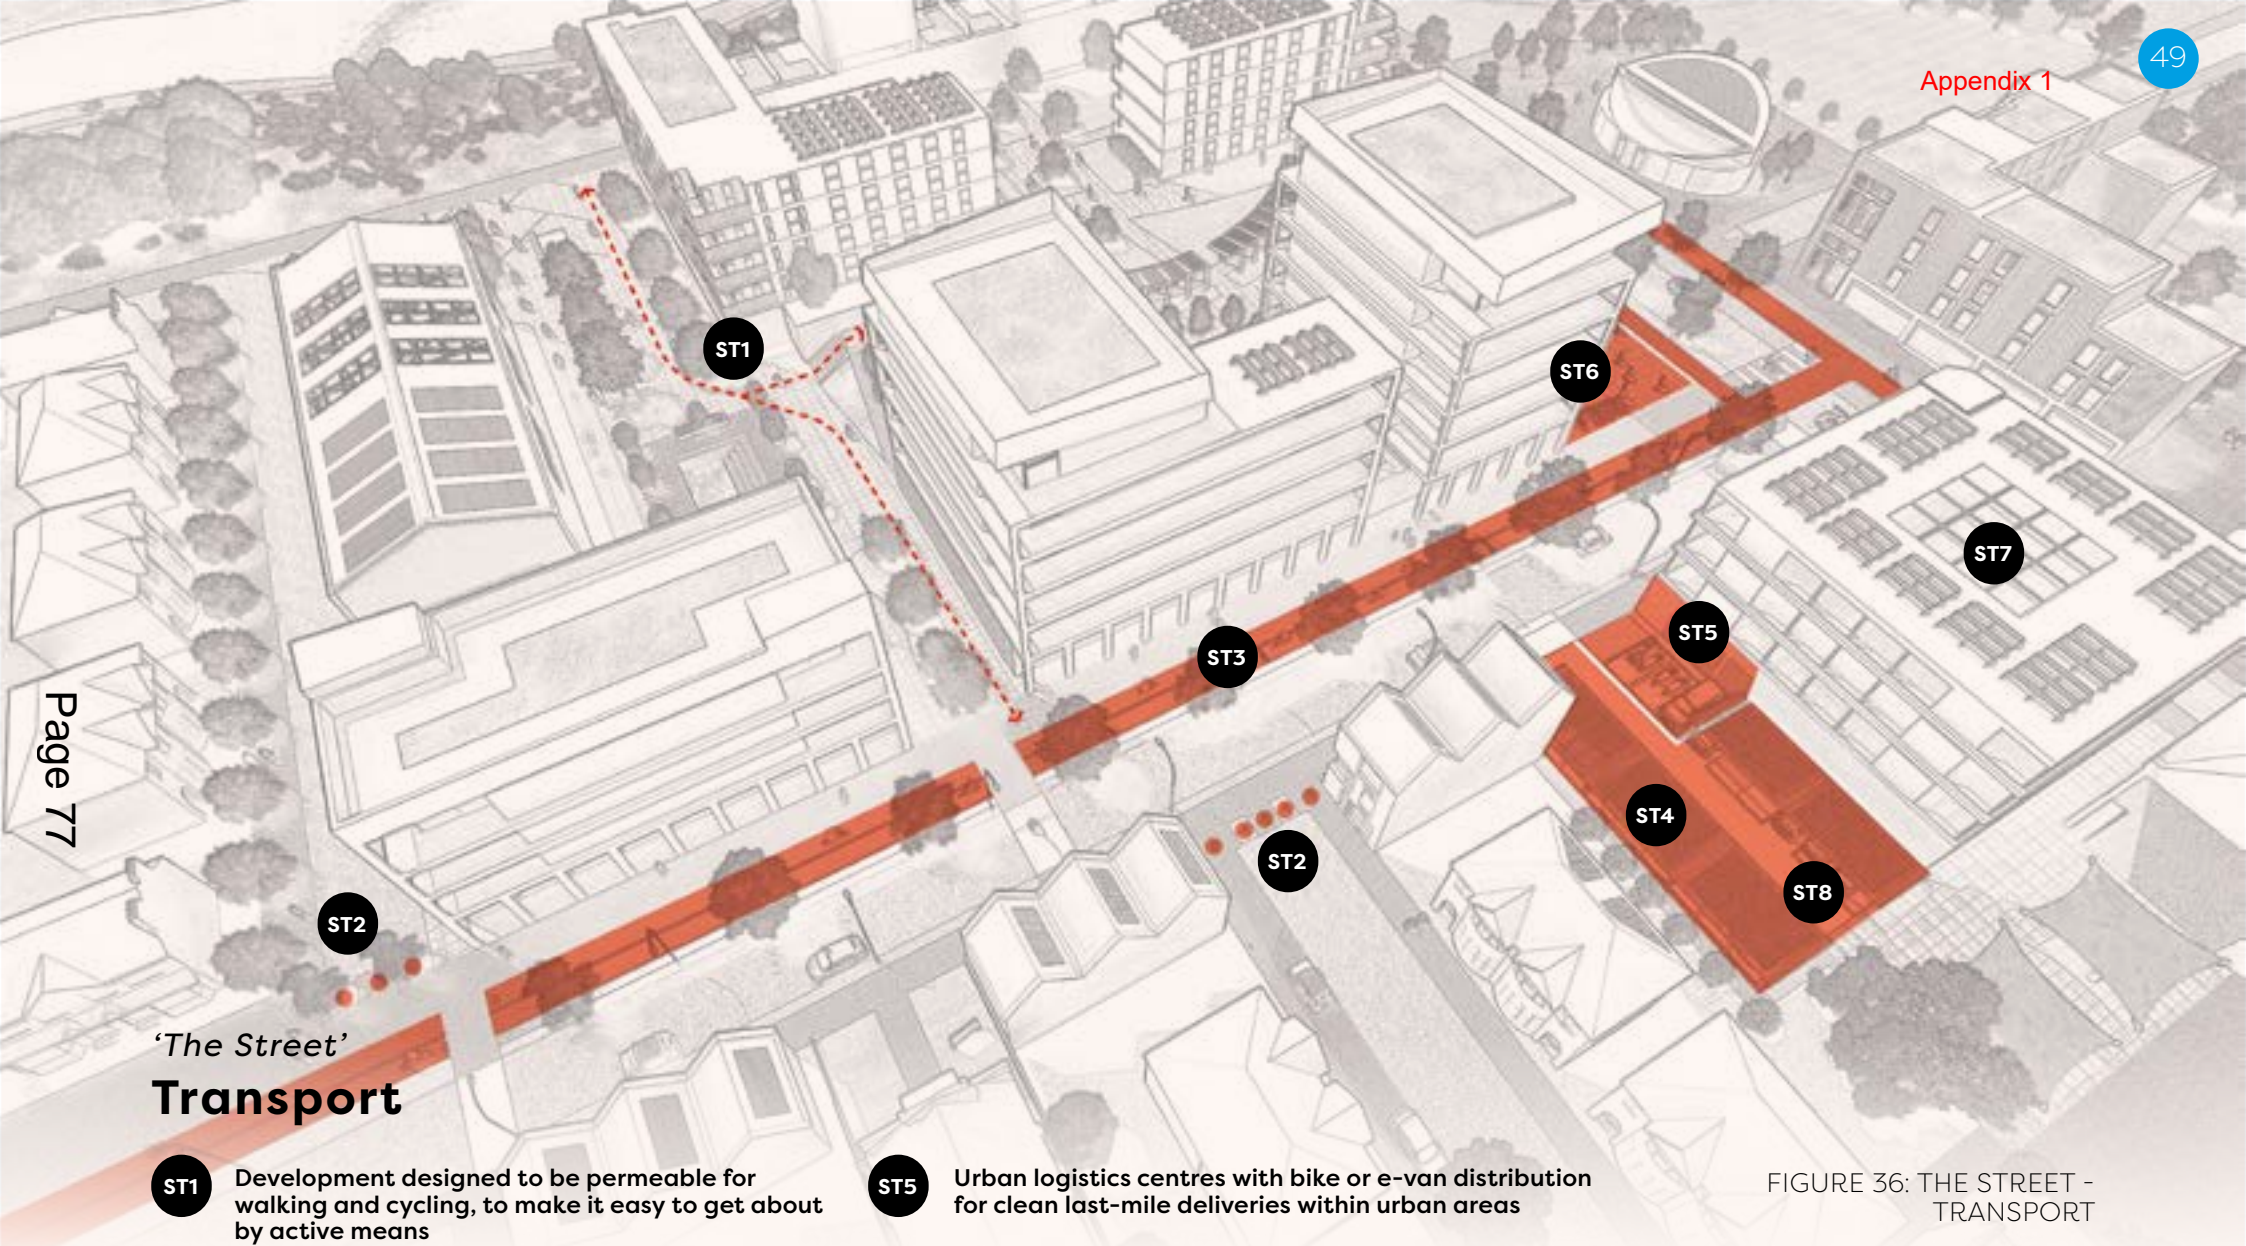 49
Appendix 1
ST1
ST6
ST7
ST5
ST3
ST4
ST2
ST8
ST2
Page 77
‘The Street’
Transport
ST1
Development designed to be permeable for
walking and cycling, to make it easy to get about
by active means
ST5
Urban logistics centres with bike or e-van distribution
for clean last-mile deliveries within urban areas
FIGURE 36: THE STREET -
TRANSPORT